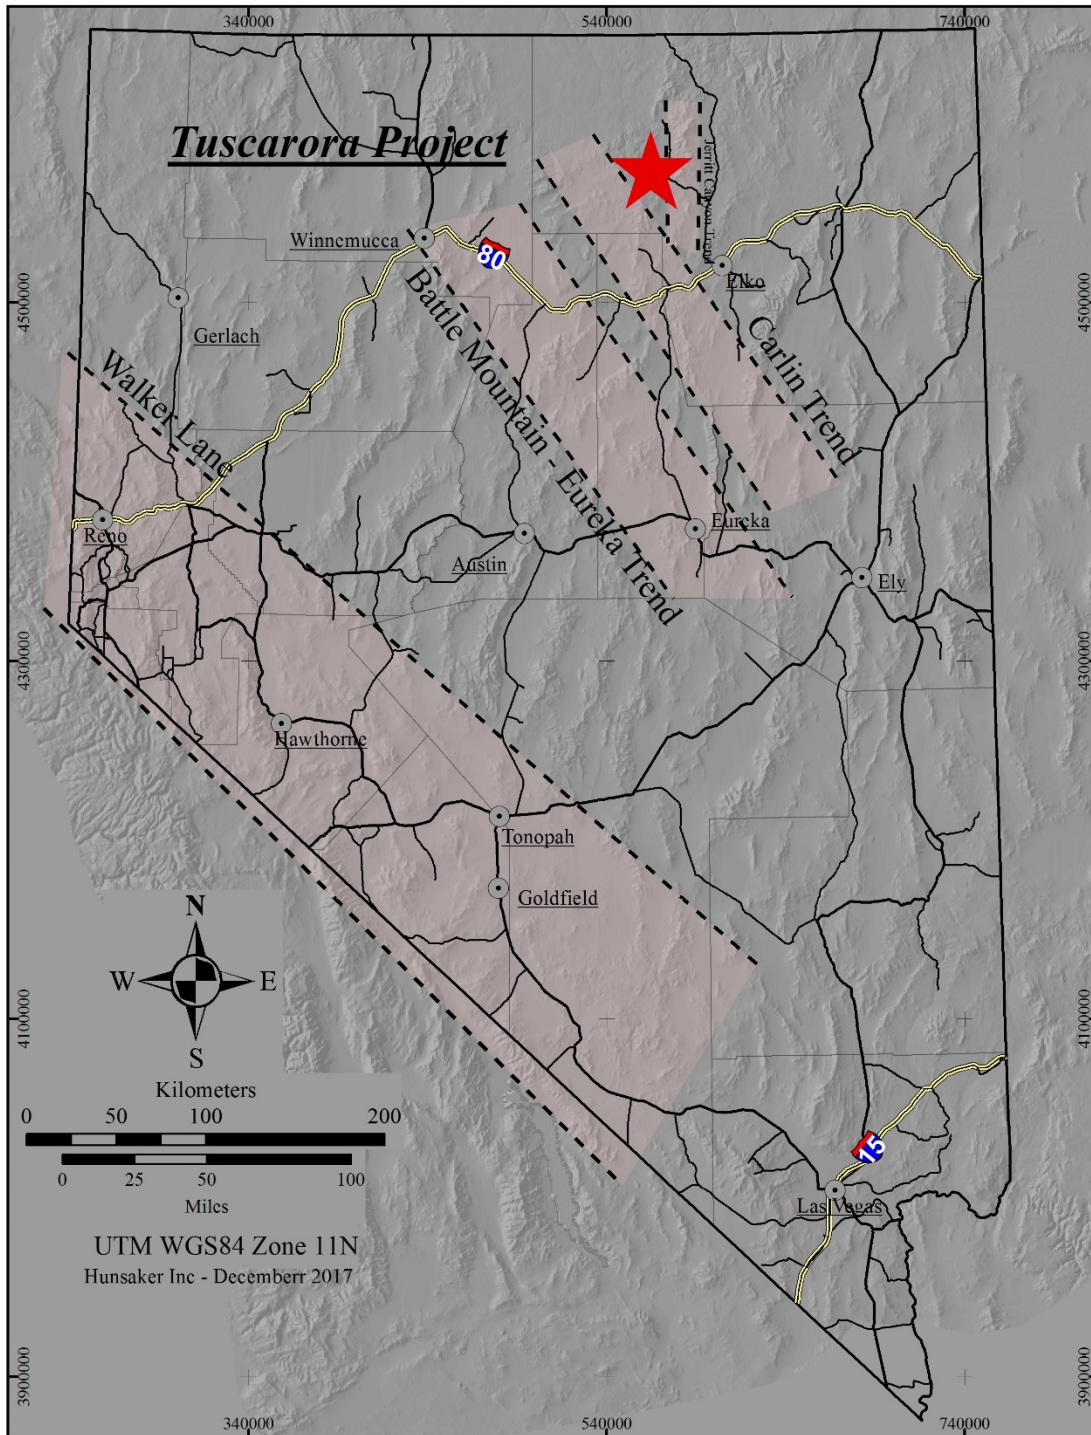 340000
540000
740000
Tuscarora Project
Jerritt Canyon Trend
Winnemucca
80
Elko
4500000
4500000
Gerlach
Battle Mountain - Eureka Trend
Carlin Trend
Walker Lane
Reno
Austin
Eureka
Ely
4300000
4300000
Hawthorne
Tonopah
Goldfield
N
W
E
S
4100000
4100000
Kilometers
0
50
100
200
0
25
50
100
Miles
15
Las Vegas
UTM WGS84 Zone 11N
Hunsaker Inc - Decemberr 2017
3900000
3900000
340000
540000
740000